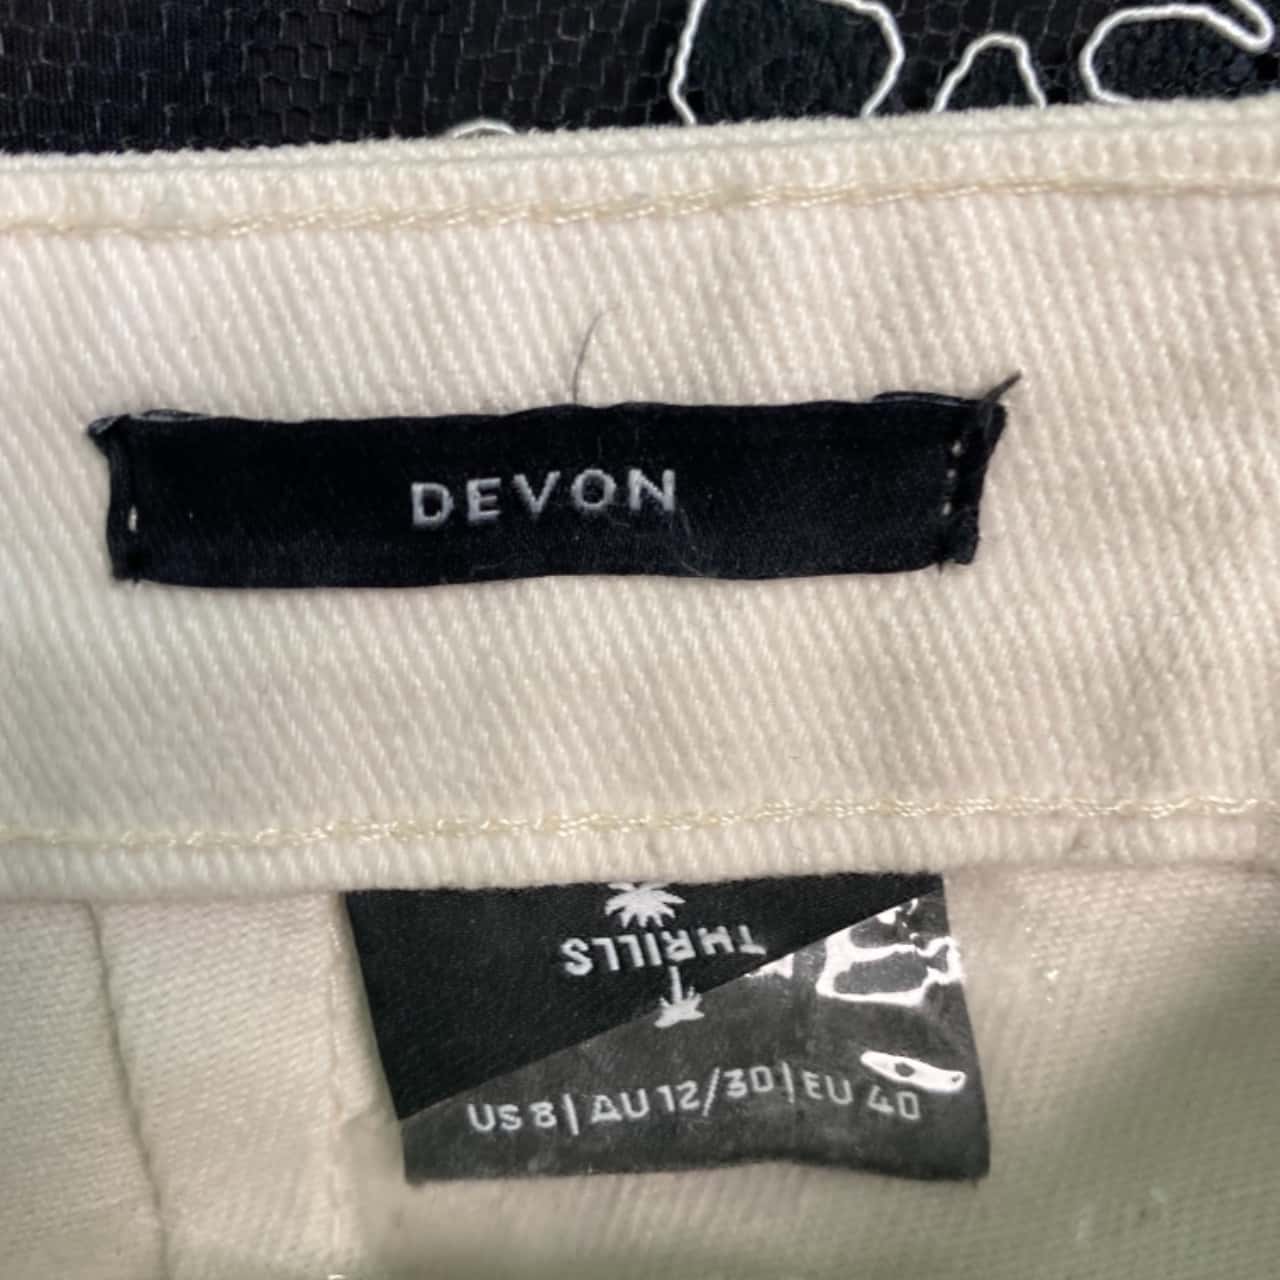 DEVON
THRILLS
US 8 | AU 12/30 | EU 40